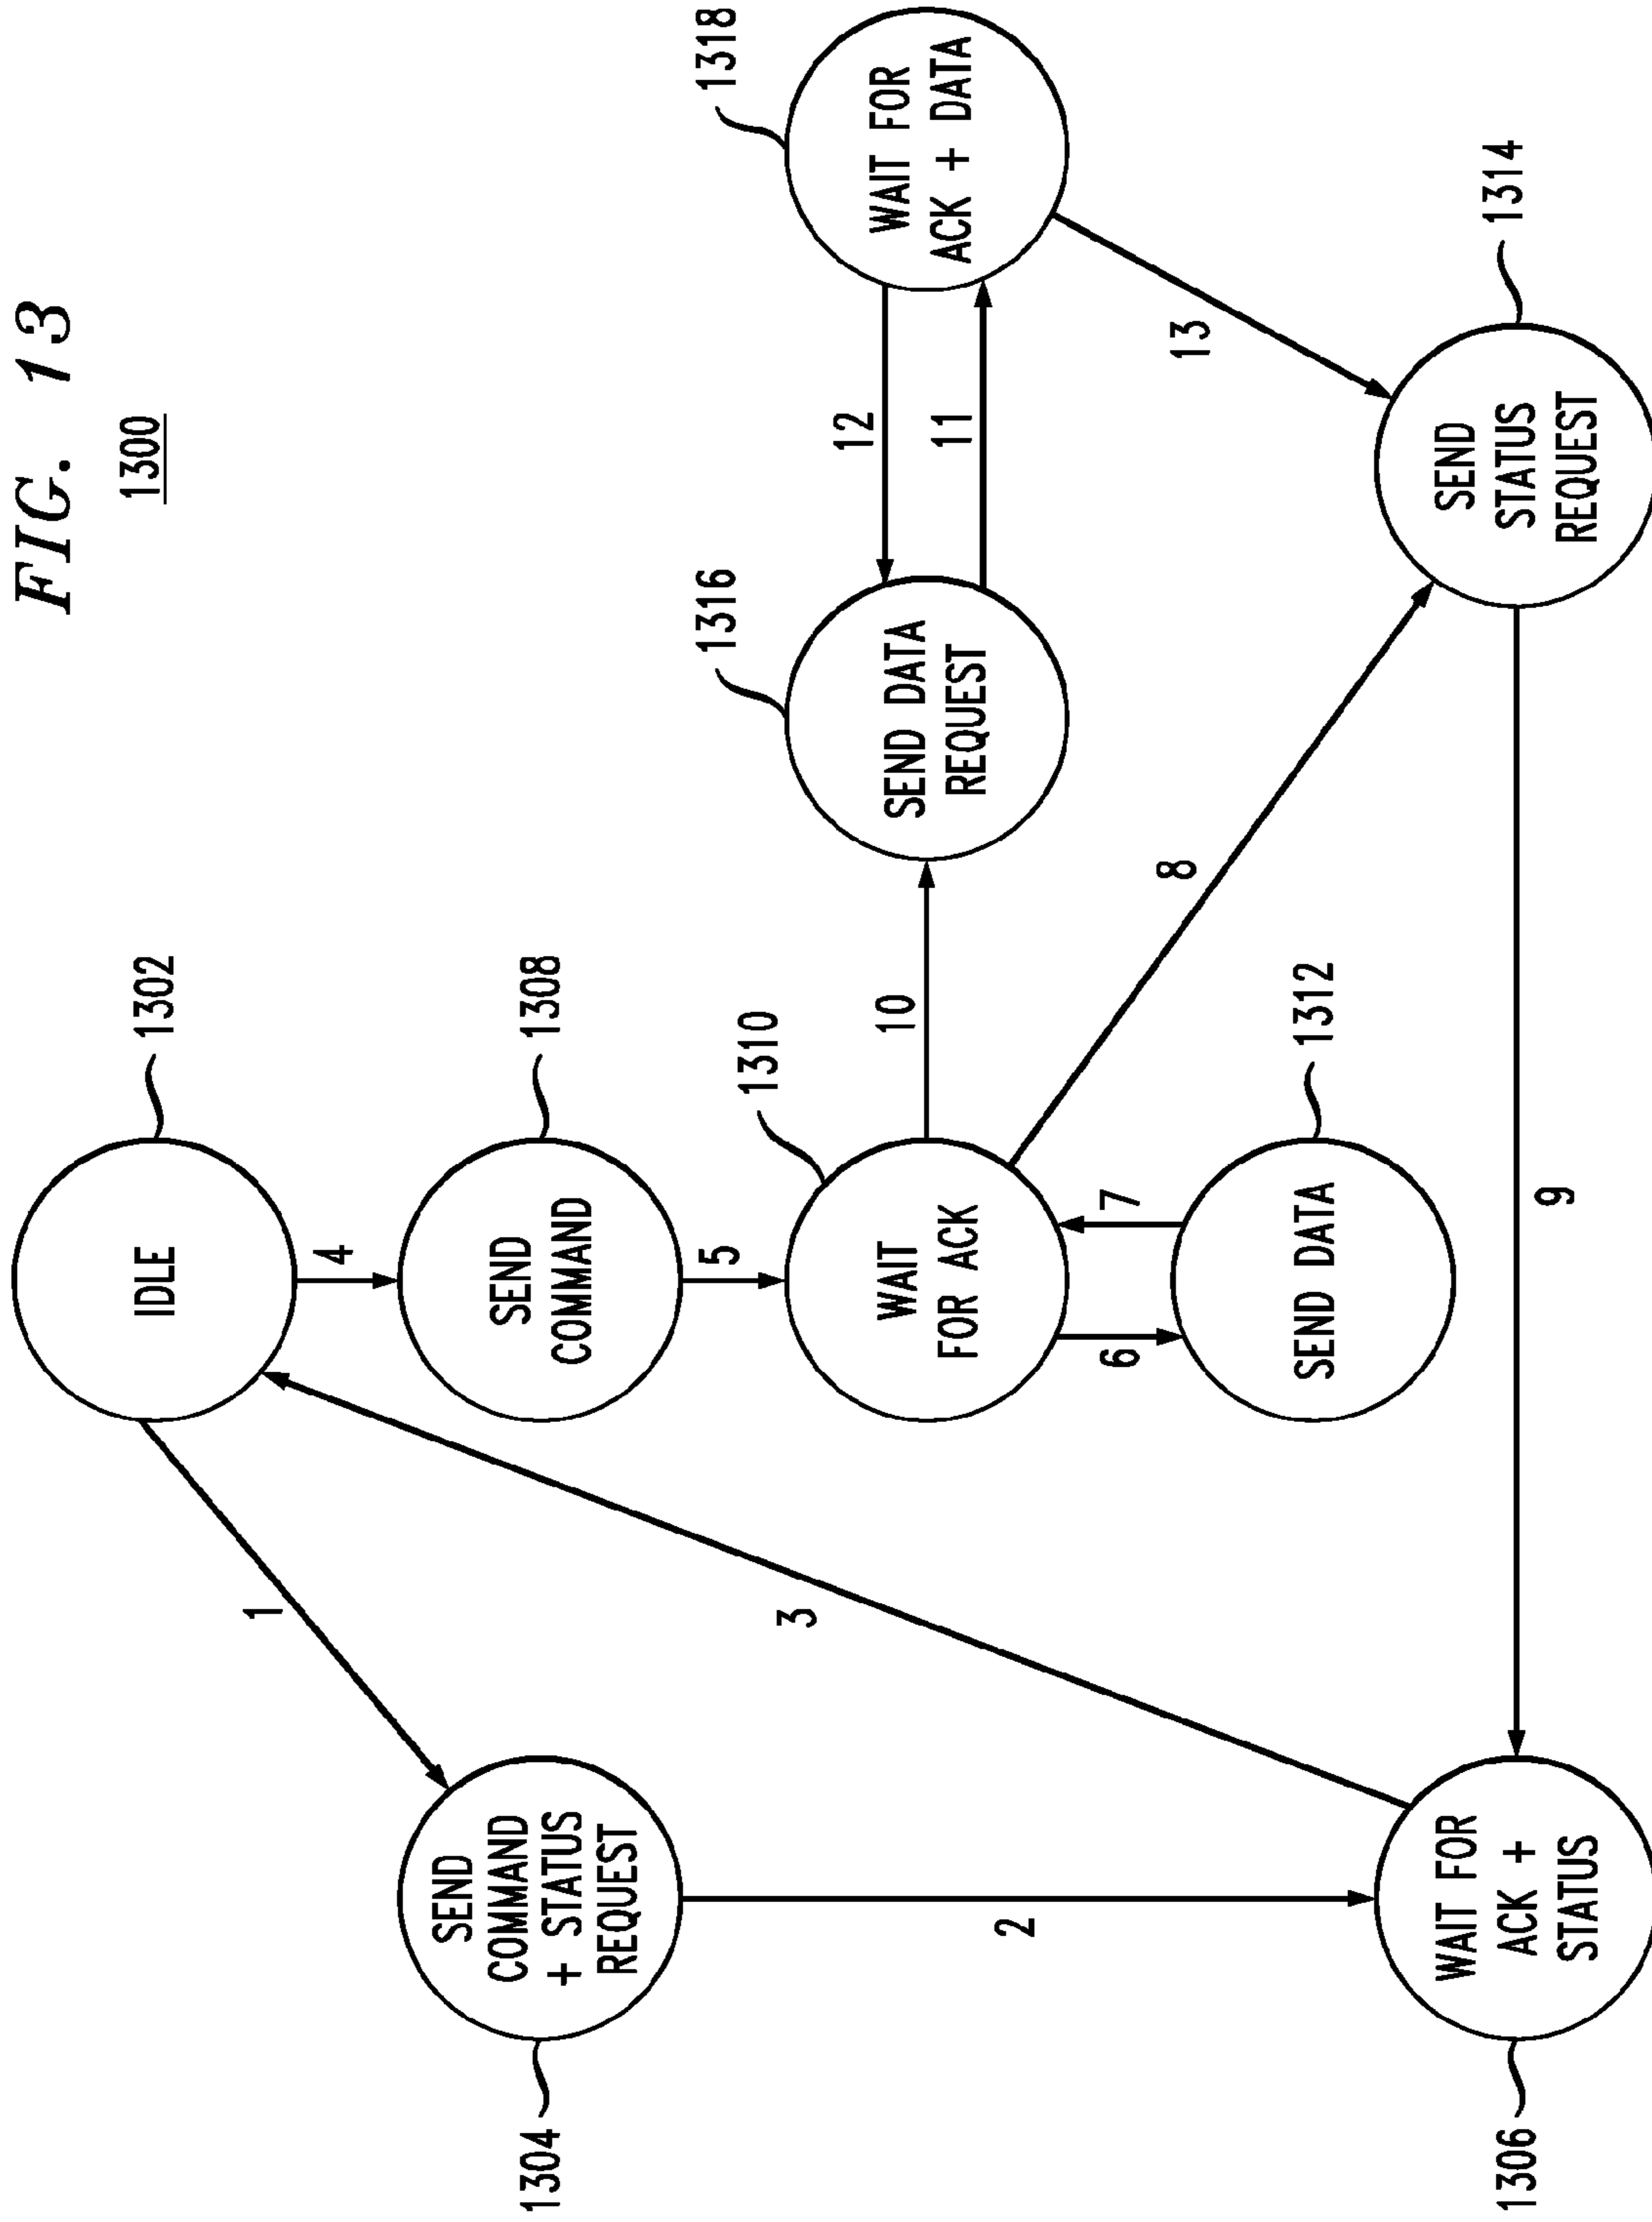 FIG. 13
1300
IDLE
1302
1
4
SEND
COMMAND
+ STATUS
REQUEST
1304
SEND
COMMAND
1308
5
3
2
WAIT
FOR ACK
1310
10
SEND DATA
REQUEST
1316
12
11
WAIT FOR
ACK + DATA
1318
6
7
8
13
SEND DATA
1312
WAIT FOR
ACK +
STATUS
1306
9
SEND
STATUS
REQUEST
1314